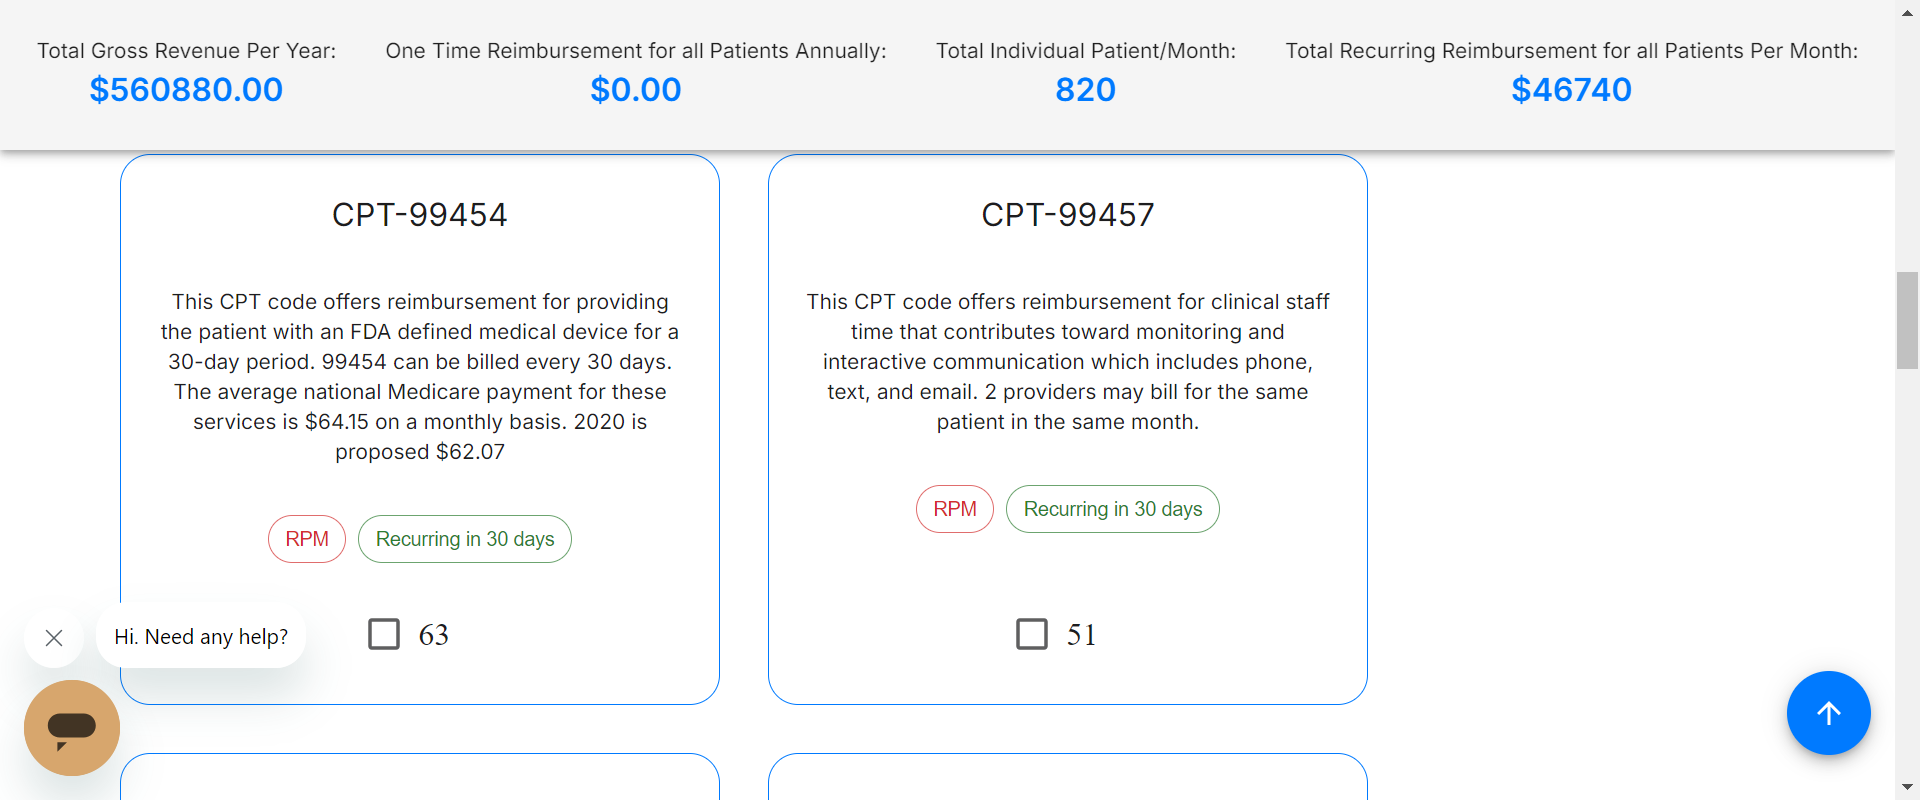 Total Gross Revenue Per Year:
$560880.00
One Time Reimbursement for all Patients Annually:
$0.00
Total Individual Patient/Month:
820
Total Recurring Reimbursement for all Patients Per Month:
$46740
CPT-99454
This CPT code offers reimbursement for providing
the patient with an FDA defined medical device for a
30-day period. 99454 can be billed every 30 days.
The average national Medicare payment for these
services is $64.15 on a monthly basis. 2020 is
proposed $62.07
RPM
Recurring in 30 days
63
CPT-99457
This CPT code offers reimbursement for clinical staff
time that contributes toward monitoring and
interactive communication which includes phone,
text, and email. 2 providers may bill for the same
patient in the same month.
RPM
Recurring in 30 days
51
Hi. Need any help?